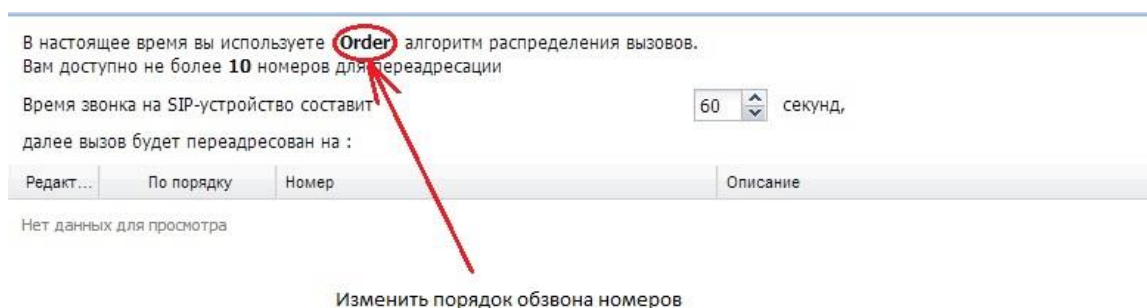 В настоящее время вы используете Order алгоритм распределения вызовов.
Вам доступно не более 10 номеров для переадресации
Время звонка на SIP-устройство составит 60 секунд,
далее вызов будет переадресован на :
Редакт... По порядку Номер Описание
Нет данных для просмотра
Изменить порядок обзвона номеров